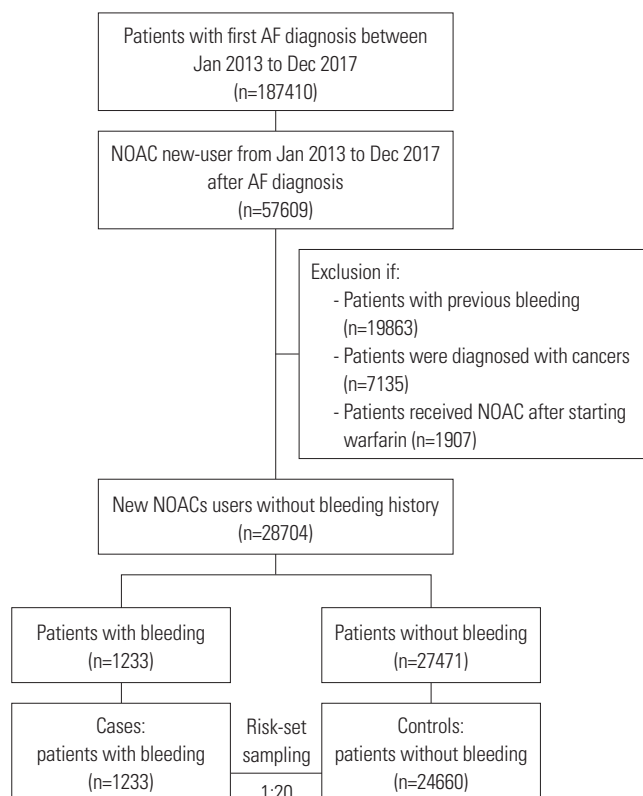 Patients with first AF diagnosis between
Jan 2013 to Dec 2017
(n=187410)
NOAC new-user from Jan 2013 to Dec 2017
after AF diagnosis
(n=57609)
Exclusion if:
- Patients with previous bleeding
(n=19863)
- Patients were diagnosed with cancers
(n=7135)
- Patients received NOAC after starting
warfarin (n=1907)
New NOACs users without bleeding history
(n=28704)
Patients with bleeding
(n=1233)
Patients without bleeding
(n=27471)
Cases:
patients with bleeding
(n=1233)
Risk-set
sampling
1:20
Controls:
patients without bleeding
(n=24660)